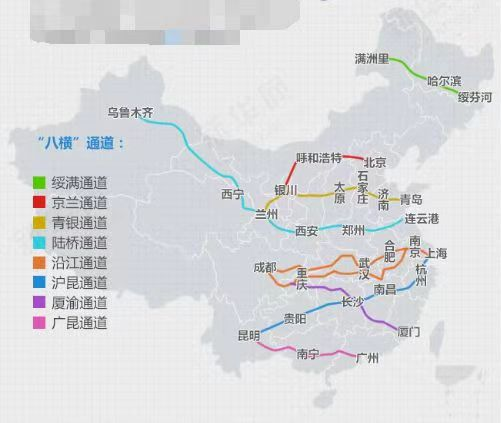 满洲里
哈尔滨
绥芬河
乌鲁木齐
“八横”通道：
呼和浩特
北京
石家庄
绥满通道
西宁
银川
太原
济南
青岛
京兰通道
兰州
青银通道
西安
郑州
连云港
陆桥通道
合肥
南京
上海
沿江通道
成都
重庆
武汉
杭州
沪昆通道
长沙
南昌
厦渝通道
贵阳
厦门
广昆通道
昆明
南宁
广州